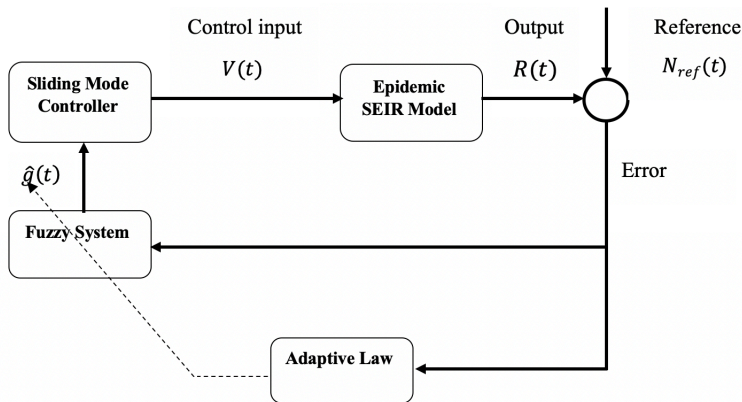 Control input
V(t)
Output
R(t)
Reference
N_ref(t)
Sliding Mode
Controller
Epidemic
SEIR Model
Error
ĝ(t)
Fuzzy System
Adaptive Law